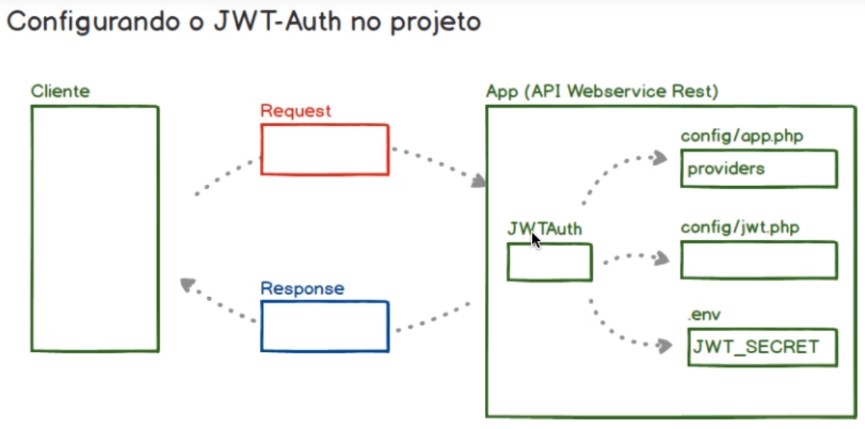 Configurando o JWT-Auth no projeto
Cliente
Request
Response
App (API Webservice Rest)
JWTAuth
config/app.php
providers
config/jwt.php
.env
JWT_SECRET